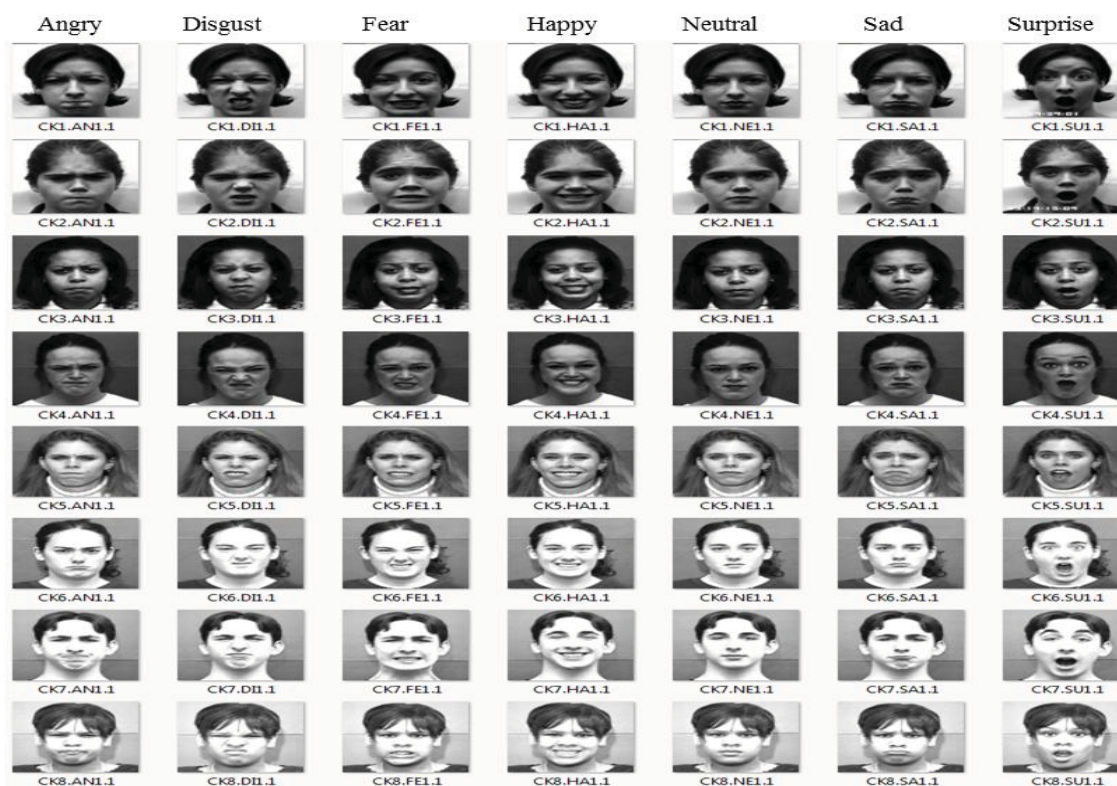 Angry Disgust Fear Happy Neutral Sad Surprise
CK1.AN1.1 CK1.DI1.1 CK1.FE1.1 CK1.HA1.1 CK1.NE1.1 CK1.SA1.1 CK1.SU1.1
CK2.AN1.1 CK2.DI1.1 CK2.FE1.1 CK2.HA1.1 CK2.NE1.1 CK2.SA1.1 CK2.SU1.1
CK3.AN1.1 CK3.DI1.1 CK3.FE1.1 CK3.HA1.1 CK3.NE1.1 CK3.SA1.1 CK3.SU1.1
CK4.AN1.1 CK4.DI1.1 CK4.FE1.1 CK4.HA1.1 CK4.NE1.1 CK4.SA1.1 CK4.SU1.1
CK5.AN1.1 CK5.DI1.1 CK5.FE1.1 CK5.HA1.1 CK5.NE1.1 CK5.SA1.1 CK5.SU1.1
CK6.AN1.1 CK6.DI1.1 CK6.FE1.1 CK6.HA1.1 CK6.NE1.1 CK6.SA1.1 CK6.SU1.1
CK7.AN1.1 CK7.DI1.1 CK7.FE1.1 CK7.HA1.1 CK7.NE1.1 CK7.SA1.1 CK7.SU1.1
CK8.AN1.1 CK8.DI1.1 CK8.FE1.1 CK8.HA1.1 CK8.NE1.1 CK8.SA1.1 CK8.SU1.1